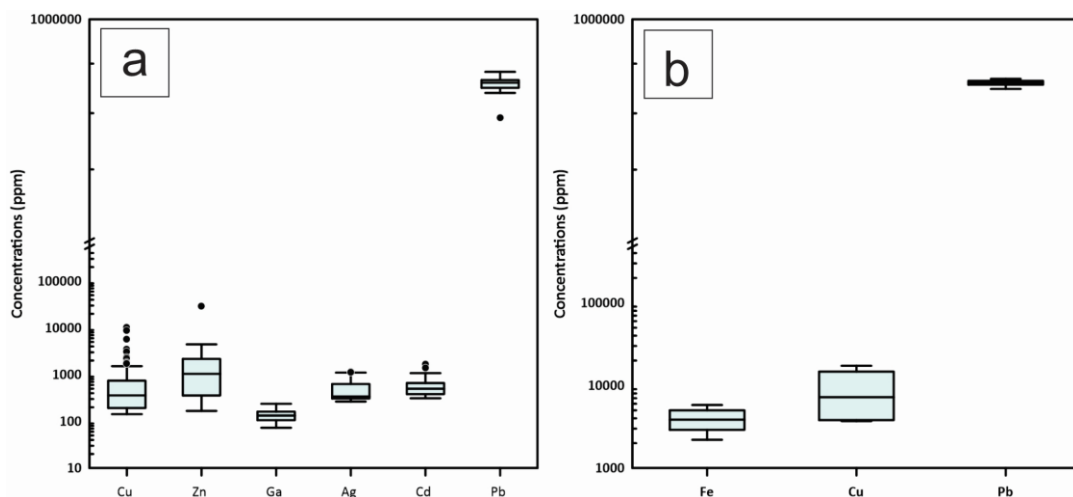 a
Concentrations (ppm)
1000000
100000
10000
1000
100
10
Cu Zn Ga Ag Cd Pb
b
Concentrations (ppm)
1000000
100000
10000
1000
Fe Cu Pb